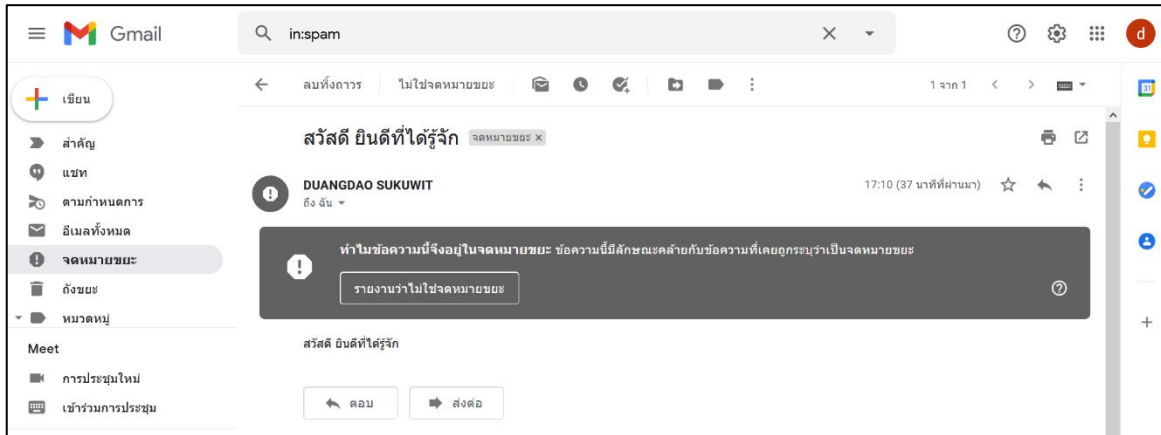 Gmail
in:spam
d
เขียน
ลบทิ้งถาวร ไม่ใช่จดหมายขยะ 1 จาก 1
31
สำคัญ
แชท
ตามกำหนดการ
อีเมลทั้งหมด
จดหมายขยะ
ถังขยะ
หมวดหมู่
Meet
การประชุมใหม่
เข้าร่วมการประชุม
สวัสดี ยินดีที่ได้รู้จัก จดหมายขยะ x
DUANGDAO SUKUWIT 17:10 (37 นาทีที่ผ่านมา)
ถึง ฉัน
ทำไมข้อความนี้จึงอยู่ในจดหมายขยะ ข้อความนี้มีลักษณะคล้ายกับข้อความที่เคยถูกระบุว่าเป็นจดหมายขยะ
รายงานว่าไม่ใช่จดหมายขยะ
สวัสดี ยินดีที่ได้รู้จัก
ตอบ ส่งต่อ